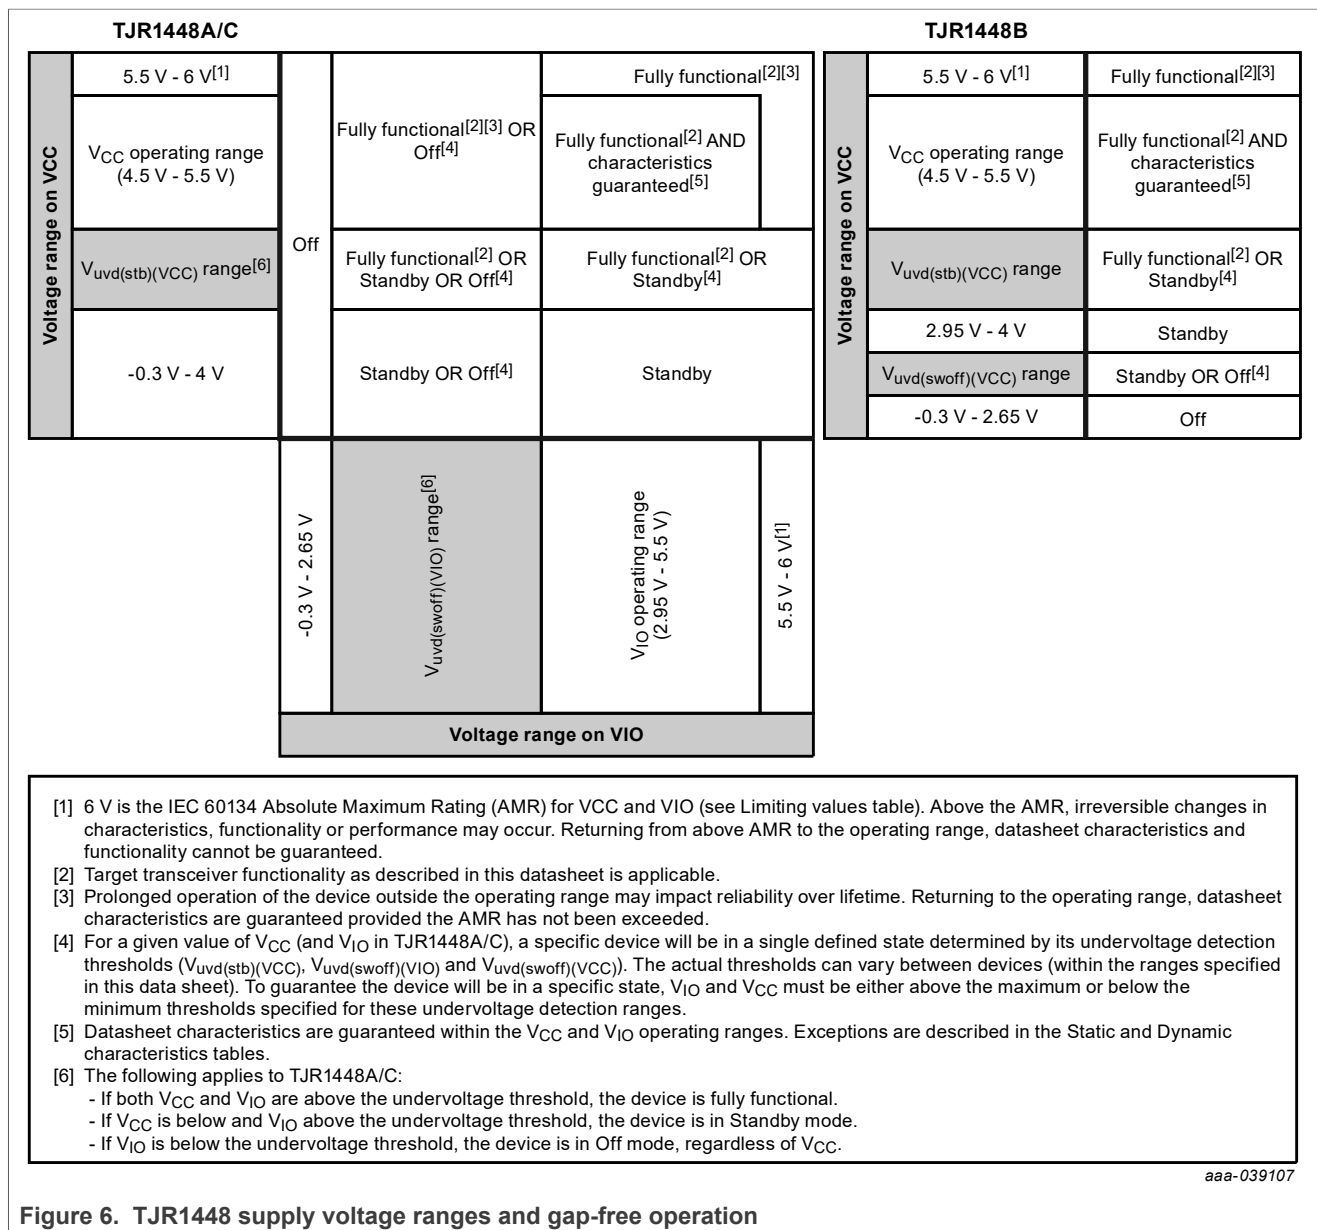 TJR1448A/C
TJR1448B
Voltage range on VCC
5.5 V - 6 V[1]
VCC operating range
(4.5 V - 5.5 V)
Vuvd(stb)(VCC) range[6]
-0.3 V - 4 V
Off
Fully functional[2][3] OR
Off[4]
Fully functional[2] OR
Standby OR Off[4]
Standby OR Off[4]
Fully functional[2][3]
Fully functional[2] AND
characteristics
guaranteed[5]
Fully functional[2] OR
Standby[4]
Standby
-0.3 V - 2.65 V
Vuvd(swoff)(VIO) range[6]
VIO operating range
(2.95 V - 5.5 V)
5.5 V - 6 V[1]
Voltage range on VIO
Voltage range on VCC
5.5 V - 6 V[1]
Fully functional[2][3]
VCC operating range
(4.5 V - 5.5 V)
Fully functional[2] AND
characteristics
guaranteed[5]
Vuvd(stb)(VCC) range
Fully functional[2] OR
Standby[4]
2.95 V - 4 V
Standby
Vuvd(swoff)(VCC) range
Standby OR Off[4]
-0.3 V - 2.65 V
Off
[1] 6 V is the IEC 60134 Absolute Maximum Rating (AMR) for VCC and VIO (see Limiting values table). Above the AMR, irreversible changes in
characteristics, functionality or performance may occur. Returning from above AMR to the operating range, datasheet characteristics and
functionality cannot be guaranteed.
[2] Target transceiver functionality as described in this datasheet is applicable.
[3] Prolonged operation of the device outside the operating range may impact reliability over lifetime. Returning to the operating range, datasheet
characteristics are guaranteed provided the AMR has not been exceeded.
[4] For a given value of VCC (and VIO in TJR1448A/C), a specific device will be in a single defined state determined by its undervoltage detection
thresholds (Vuvd(stb)(VCC), Vuvd(swoff)(VIO) and Vuvd(swoff)(VCC)). The actual thresholds can vary between devices (within the ranges specified
in this data sheet). To guarantee the device will be in a specific state, VIO and VCC must be either above the maximum or below the
minimum thresholds specified for these undervoltage detection ranges.
[5] Datasheet characteristics are guaranteed within the VCC and VIO operating ranges. Exceptions are described in the Static and Dynamic
characteristics tables.
[6] The following applies to TJR1448A/C:
- If both VCC and VIO are above the undervoltage threshold, the device is fully functional.
- If VCC is below and VIO above the undervoltage threshold, the device is in Standby mode.
- If VIO is below the undervoltage threshold, the device is in Off mode, regardless of VCC.
aaa-039107
Figure 6. TJR1448 supply voltage ranges and gap-free operation